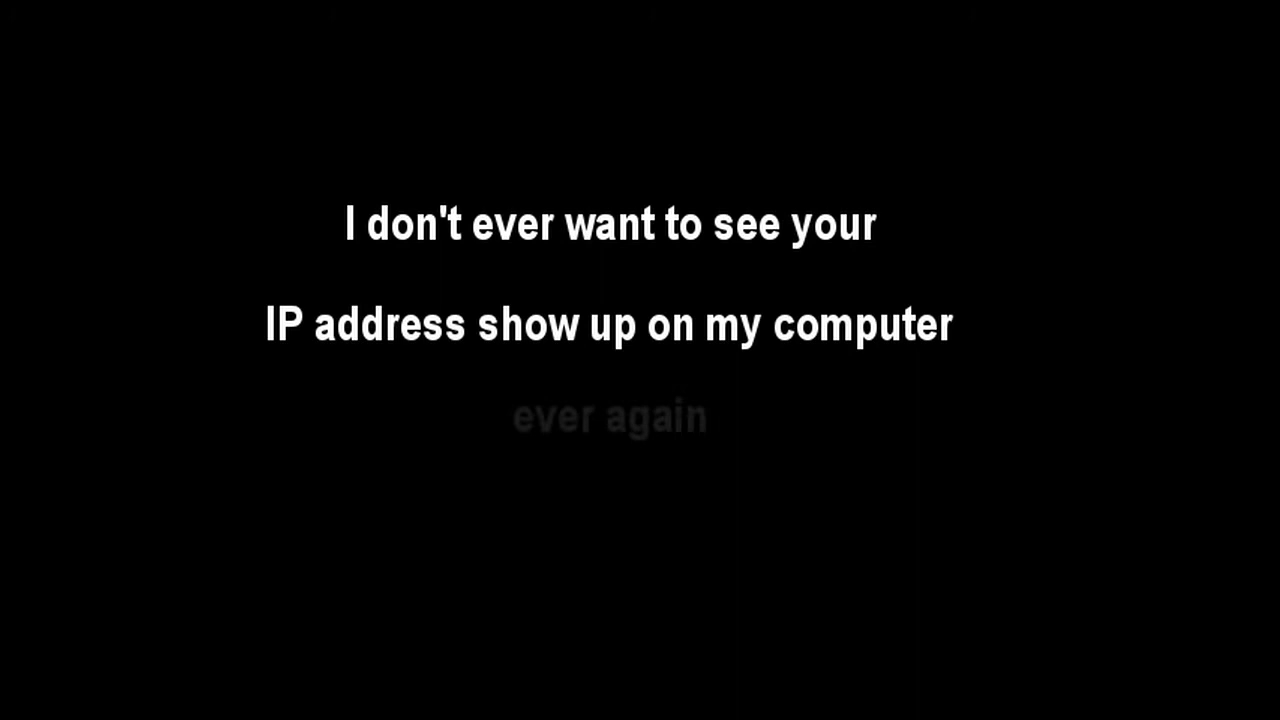 I don't ever want to see your
IP address show up on my computer
ever again